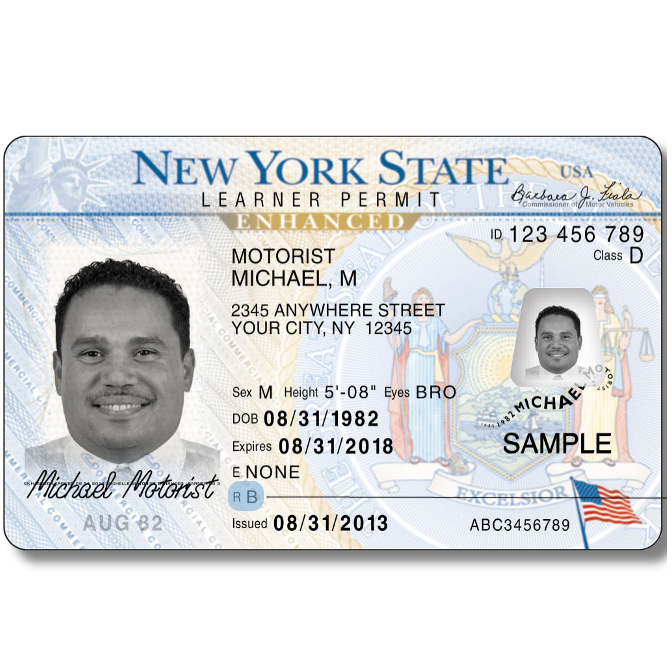 NEW YORK STATE
USA
LEARNER PERMIT
Barbara J. Fiala
Commissioner of Motor Vehicles
ENHANCED
ID 123 456 789
Class D
MOTORIST
MICHAEL, M
2345 ANYWHERE STREET
YOUR CITY, NY 12345
Sex M Height 5'-08" Eyes BRO
DOB 08/31/1982
Expires 08/31/2018
E NONE
R B
Issued 08/31/2013
MICHAEL
SAMPLE
EXCELSIOR
ABC3456789
Michael Motorist
AUG 82